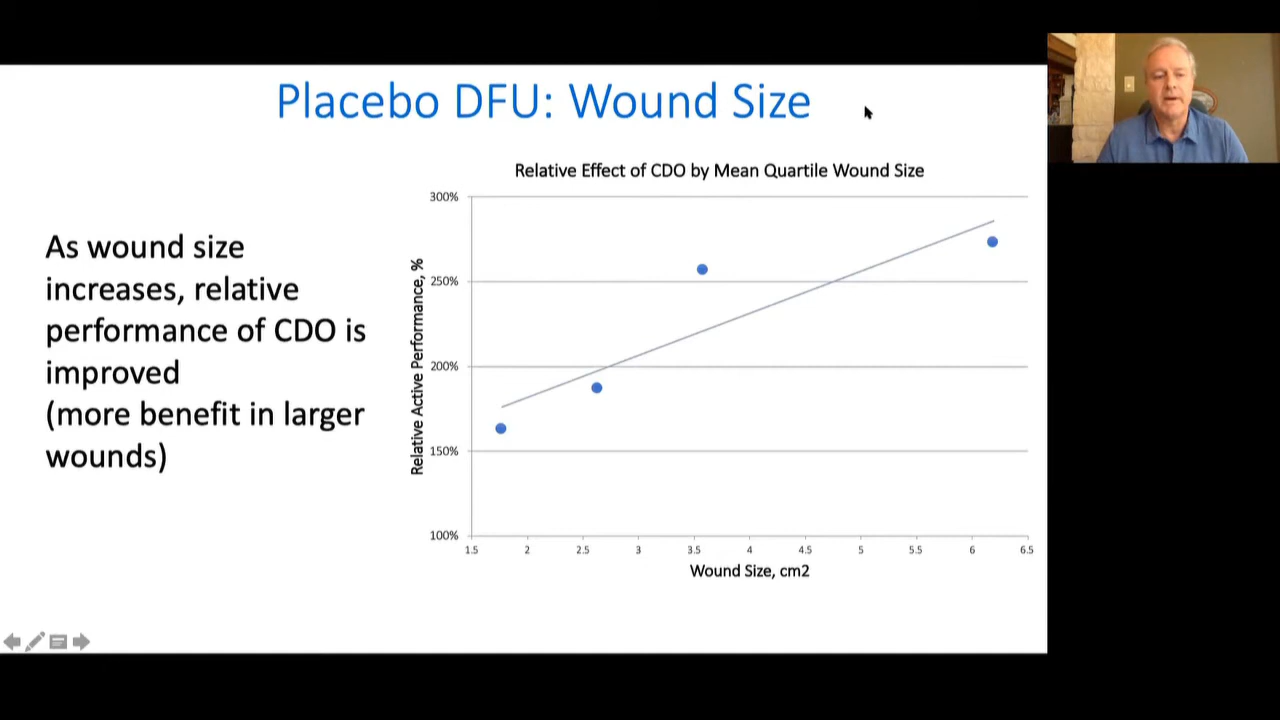 Placebo DFU: Wound Size
As wound size
increases, relative
performance of CDO is
improved
(more benefit in larger
wounds)
Relative Effect of CDO by Mean Quartile Wound Size
Relative Active Performance, %
300%
250%
200%
150%
100%
1.5 2 2.5 3 3.5 4 4.5 5 5.5 6 6.5
Wound Size, cm2